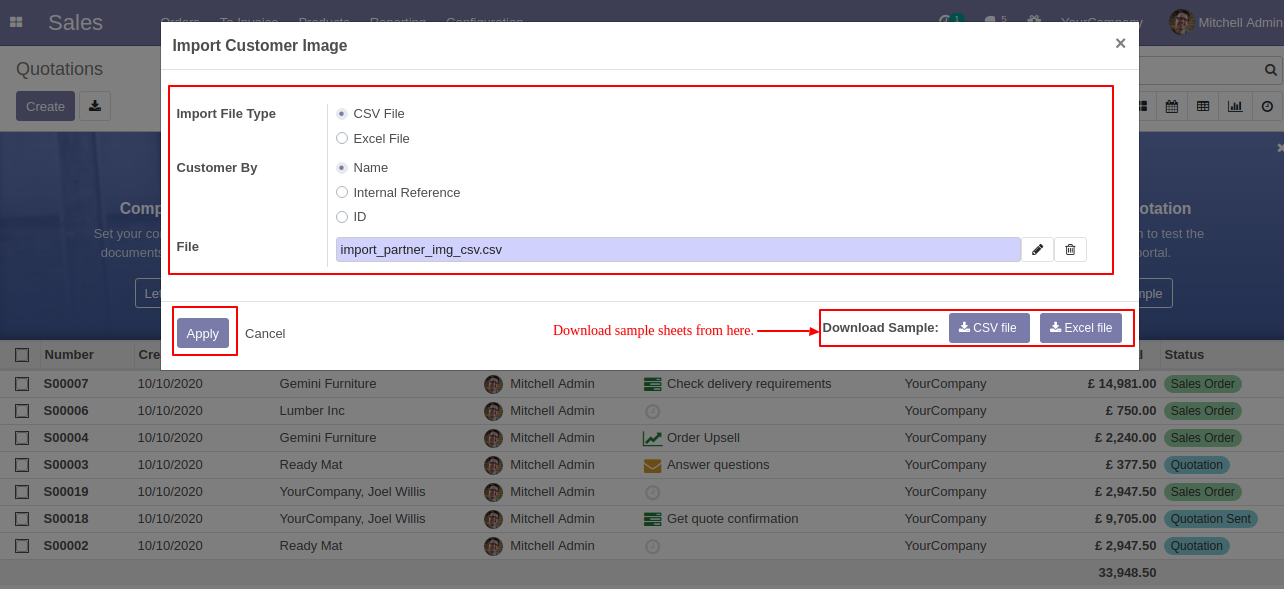 Sales Orders To Invoice Products Reporting Configuration 1 5 YourCompany Mitchell Admin
Import Customer Image ×
Quotations
Create
Import File Type CSV File
Excel File
Customer By Name
Internal Reference
ID
File import_partner_img_csv.csv
Set your
documents
to test the
portal.
Apply Cancel Download sample sheets from here. Download Sample: CSV file Excel file
Number Status
S00007 10/10/2020 Gemini Furniture Mitchell Admin Check delivery requirements YourCompany £ 14,981.00 Sales Order
S00006 10/10/2020 Lumber Inc Mitchell Admin YourCompany £ 750.00 Sales Order
S00004 10/10/2020 Gemini Furniture Mitchell Admin Order Upsell YourCompany £ 2,240.00 Sales Order
S00003 10/10/2020 Ready Mat Mitchell Admin Answer questions YourCompany £ 377.50 Quotation
S00019 10/10/2020 YourCompany, Joel Willis Mitchell Admin YourCompany £ 2,947.50 Sales Order
S00018 10/10/2020 YourCompany, Joel Willis Mitchell Admin Get quote confirmation YourCompany £ 9,705.00 Quotation Sent
S00002 10/10/2020 Ready Mat Mitchell Admin YourCompany £ 2,947.50 Quotation
33,948.50